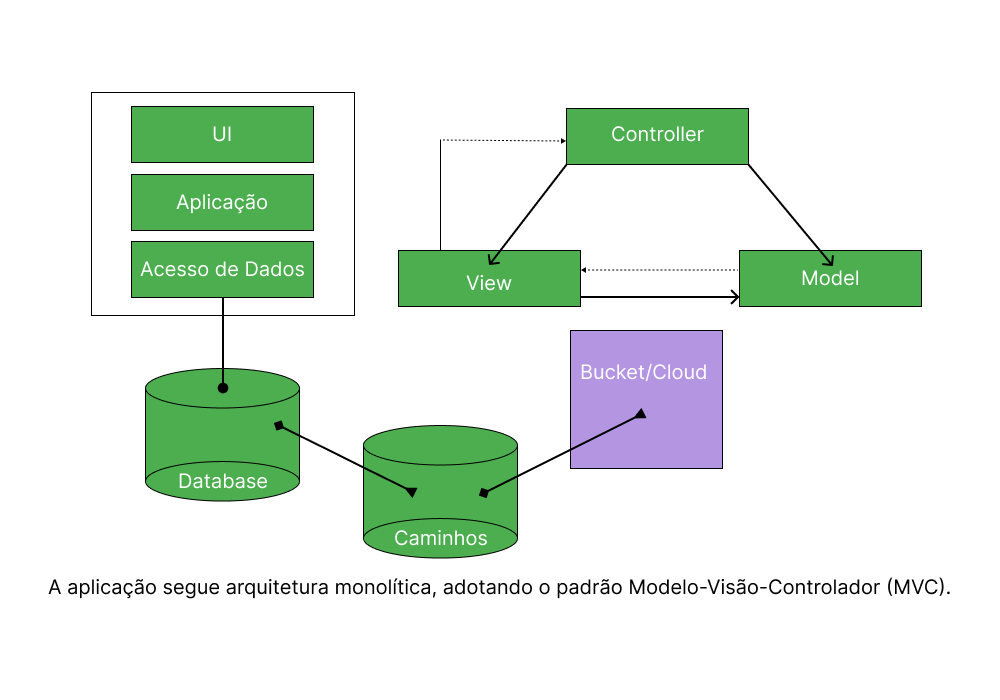 UI
Aplicação
Acesso de Dados
Controller
View
Model
Bucket/Cloud
Database
Caminhos
A aplicação segue arquitetura monolítica, adotando o padrão Modelo-Visão-Controlador (MVC).